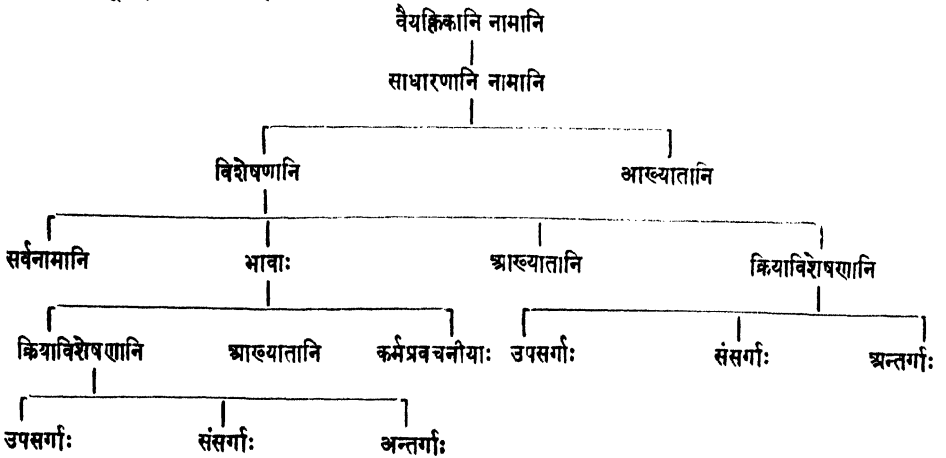 वैयक्तिकानि नामानि
साधारणानि नामानि
विशेषणानि आख्यातानि
सर्वनामानि भावाः आख्यातानि क्रियाविशेषणानि
क्रियाविशेषणानि आख्यातानि कर्मप्रवचनीयाः उपसर्गाः संसर्गाः अन्तर्गाः
उपसर्गाः संसर्गाः अन्तर्गाः